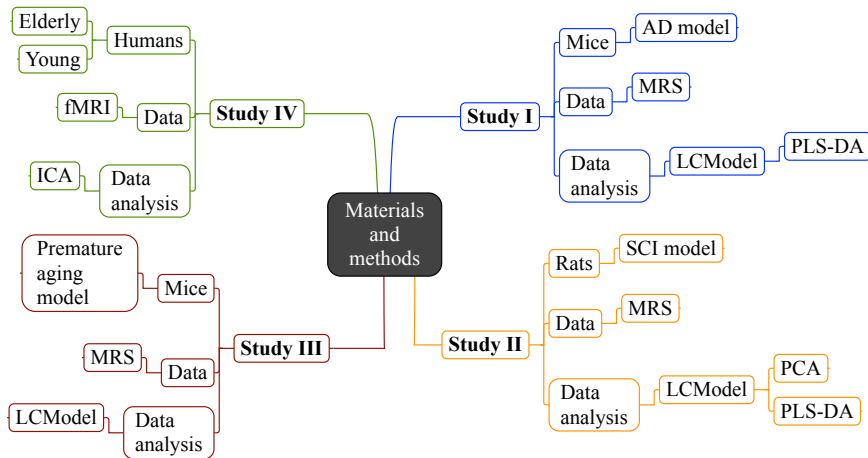 Materials
and
methods
Study I
Mice
AD model
Data
MRS
Data
analysis
LCModel
PLS-DA
Study II
Rats
SCI model
Data
MRS
Data
analysis
LCModel
PCA
PLS-DA
Study III
Mice
Premature
aging
model
Data
MRS
Data
analysis
LCModel
Study IV
Humans
Elderly
Young
Data
fMRI
Data
analysis
ICA